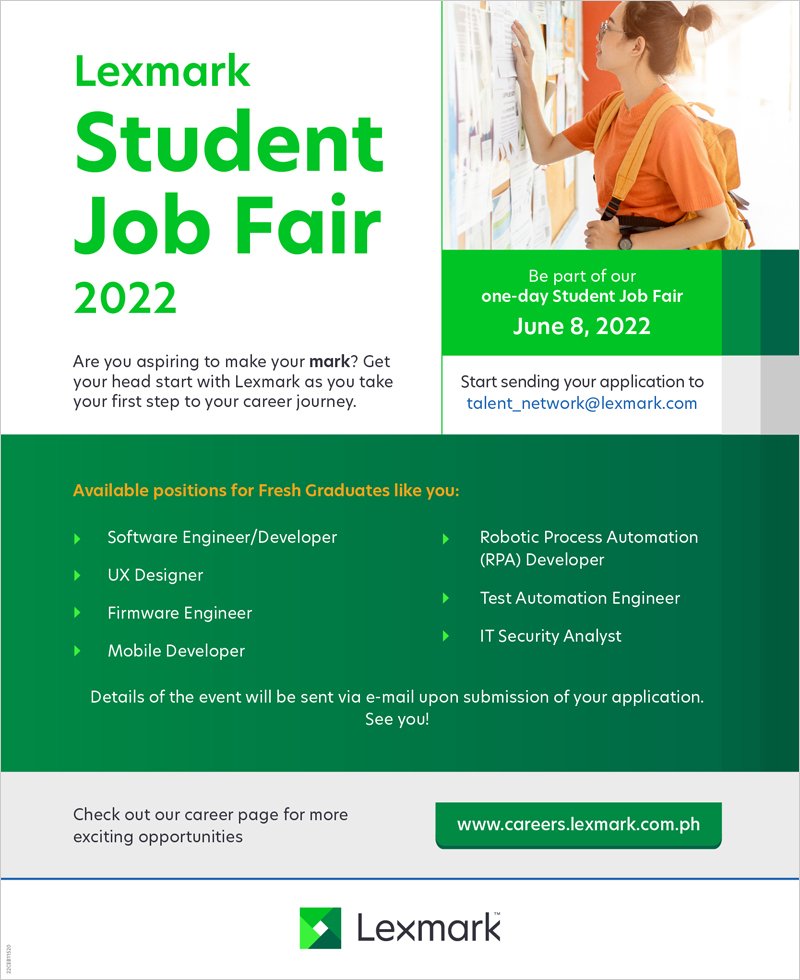 Lexmark
Student
Job Fair
2022
Are you aspiring to make your mark? Get
your head start with Lexmark as you take
your first step to your career journey.
Be part of our
one-day Student Job Fair
June 8, 2022
Start sending your application to
talent_network@lexmark.com
Available positions for Fresh Graduates like you:
Software Engineer/Developer
UX Designer
Firmware Engineer
Mobile Developer
Robotic Process Automation
(RPA) Developer
Test Automation Engineer
IT Security Analyst
Details of the event will be sent via e-mail upon submission of your application.
See you!
Check out our career page for more
exciting opportunities
www.careers.lexmark.com.ph
Lexmark™